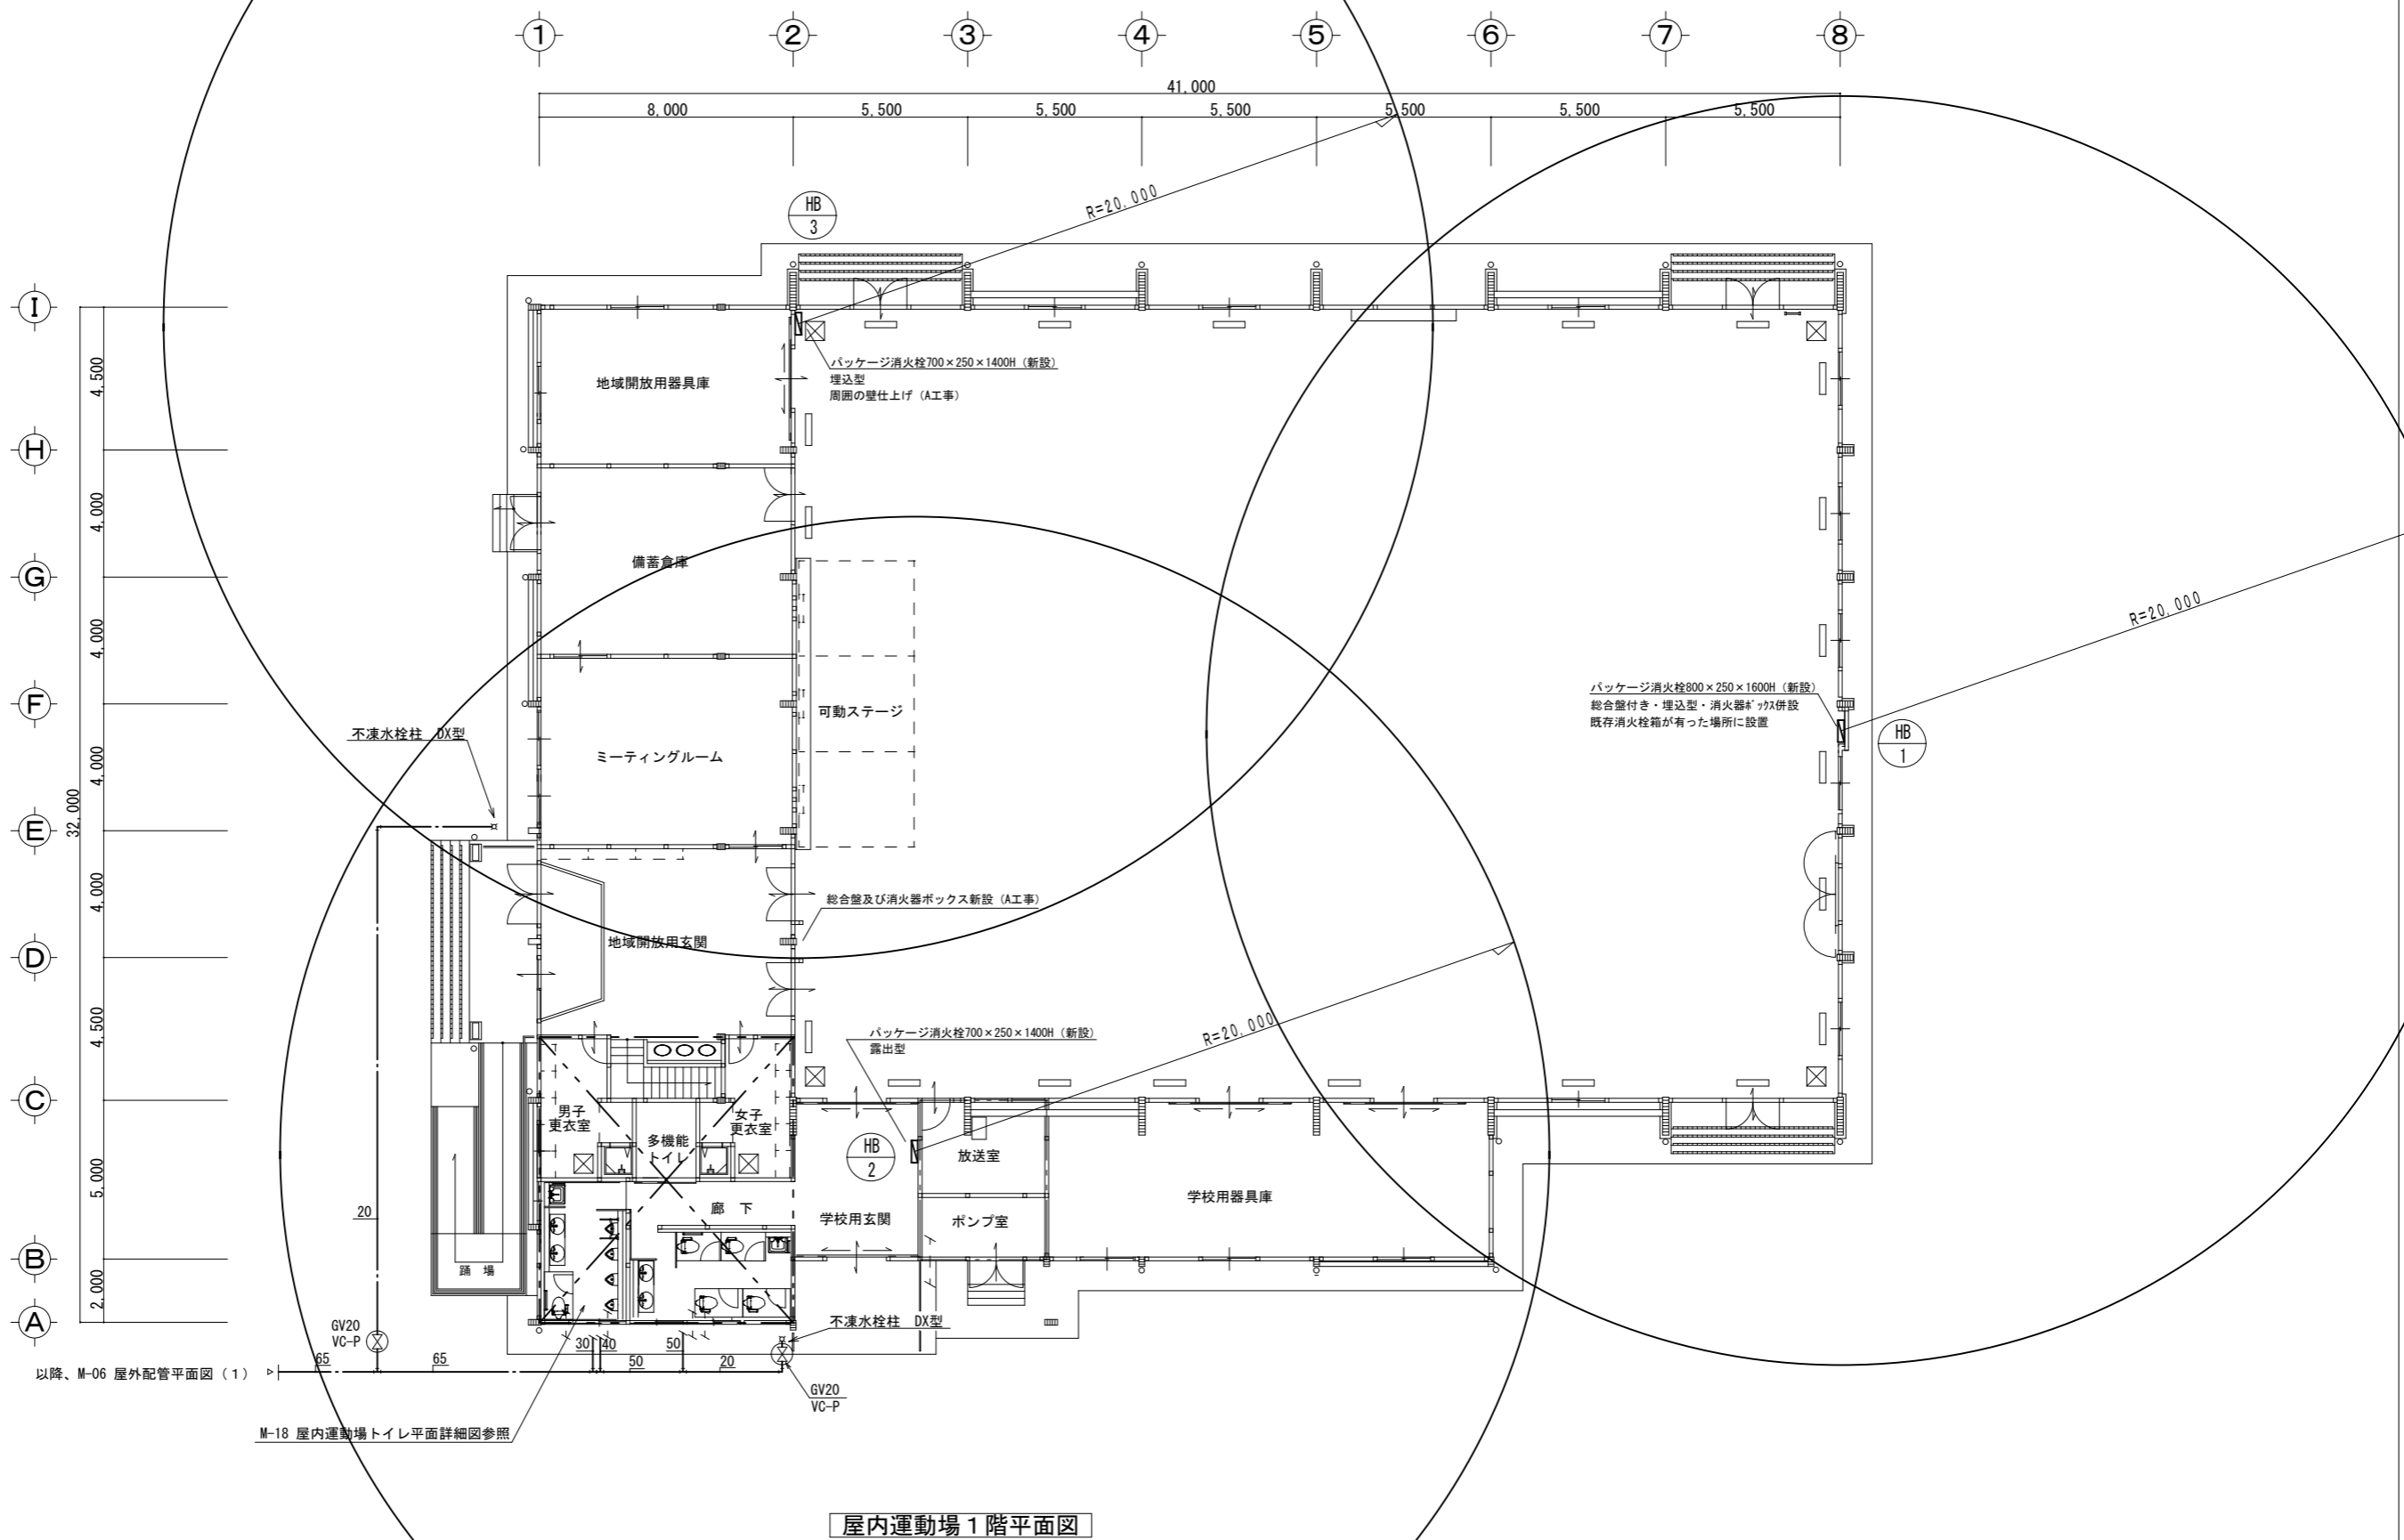 1 2 3 4 5 6 7 8
41,000
8,000 5,500 5,500 5,500 5,500 5,500 5,500
R=20,000
HB
3
I
H
G
F
E
D
C
B
A
4,500
4,000
4,000
4,000
4,000
4,500
5,000
2,000
32,000
パッケージ消火栓700×250×1400H（新設）
埋込型
周囲の壁仕上げ（A工事）
地域開放用器具庫
備蓄倉庫
R=20,000
パッケージ消火栓800×250×1600H（新設）
総合盤付き・埋込型・消火器ボックス併設
既存消火栓箱が有った場所に設置
HB
1
可動ステージ
不凍水栓柱　DX型
ミーティングルーム
総合盤及び消火器ボックス新設（A工事）
地域開放用玄関
パッケージ消火栓700×250×1400H（新設）
露出型
R=20,000
男子
更衣室
女子
更衣室
多機能
トイレ
HB
2
放送室
学校用器具庫
廊　下
学校用玄関
ポンプ室
20
踊　場
GV20
VC-P
不凍水栓柱　DX型
以降、M-06 屋外配管平面図（１）
65 65 30 40 50 50 20
GV20
VC-P
M-18 屋内運動場トイレ平面詳細図参照
屋内運動場１階平面図